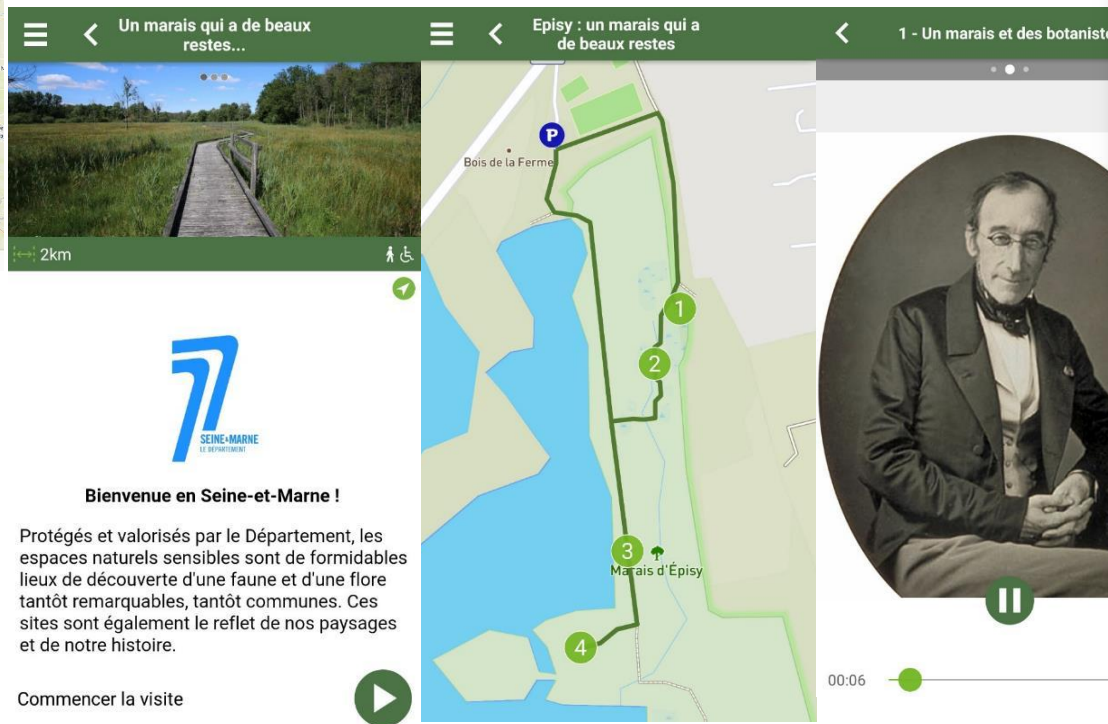 Un marais qui a de beaux
restes...
2km
77
SEINE&MARNE
LE DÉPARTEMENT
Bienvenue en Seine-et-Marne !
Protégés et valorisés par le Département, les
espaces naturels sensibles sont de formidables
lieux de découverte d'une faune et d'une flore
tantôt remarquables, tantôt communes. Ces
sites sont également le reflet de nos paysages
et de notre histoire.
Commencer la visite
Episy : un marais qui a
de beaux restes
P
Bois de la Ferme
1
2
3
Marais d'Épisy
4
1 - Un marais et des botaniste
00:06